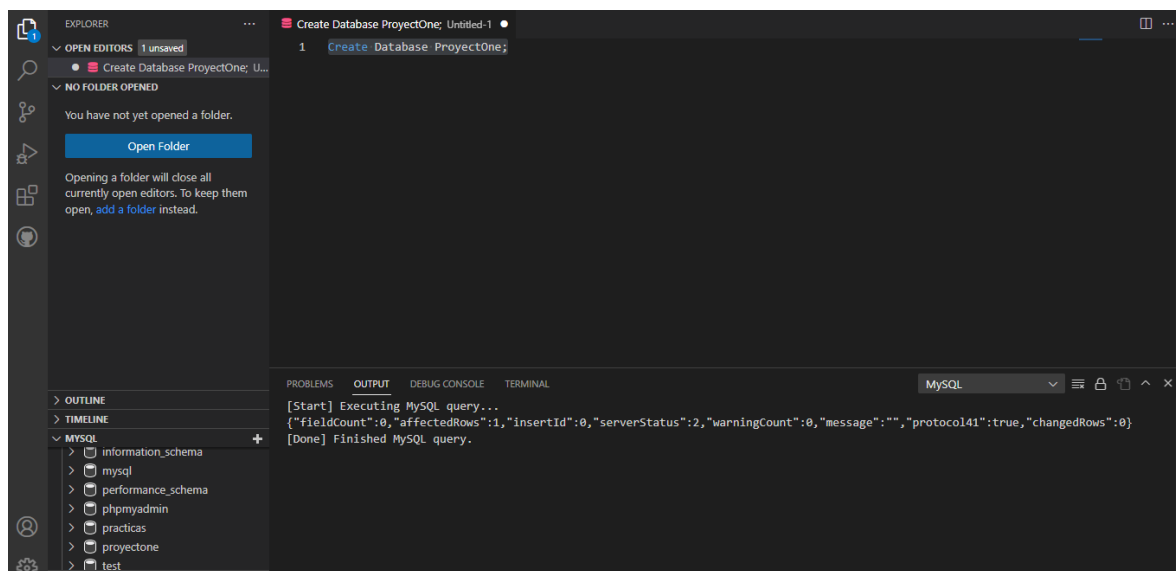 EXPLORER ···
OPEN EDITORS 1 unsaved
Create Database ProyectOne; U...
NO FOLDER OPENED
You have not yet opened a folder.
Open Folder
Opening a folder will close all
currently open editors. To keep them
open, add a folder instead.
OUTLINE
TIMELINE
MYSQL +
information_schema
mysql
performance_schema
phpmyadmin
practicas
proyectone
test
1
Create Database ProyectOne; Untitled-1
1 Create Database ProyectOne;
PROBLEMS OUTPUT DEBUG CONSOLE TERMINAL MySQL
[Start] Executing MySQL query...
{"fieldCount":0,"affectedRows":1,"insertId":0,"serverStatus":2,"warningCount":0,"message":"","protocol41":true,"changedRows":0}
[Done] Finished MySQL query.